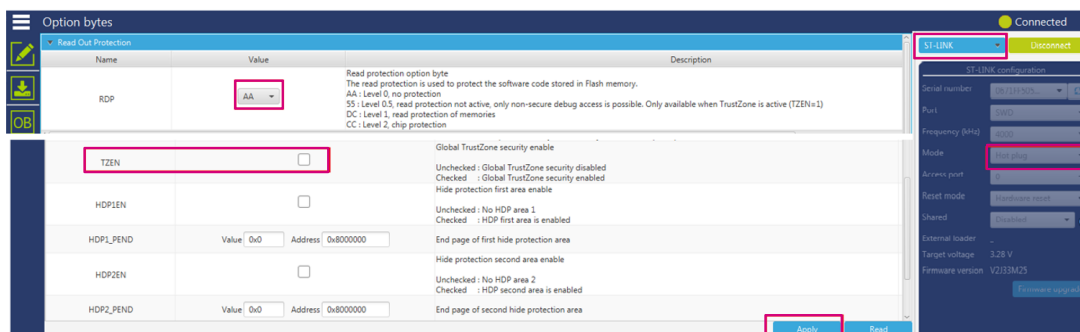 Option bytes
Connected
Read Out Protection
ST-LINK
Disconnect
Name
Value
Description
ST-LINK configuration
RDP
AA
Read protection option byte
The read protection is used to protect the software code stored in Flash memory.
AA : Level 0, no protection
55 : Level 0.5, read protection not active, only non-secure debug access is possible. Only available when TrustZone is active (TZEN=1)
DC : Level 1, read protection of memories
CC : Level 2, chip protection
OB
Serial number
Port
SWD
Frequency (kHz)
4000
Mode
Hot plug
Access port
0
Reset mode
Hardware reset
Shared
Disabled
External loader
-
Target voltage
3.28 V
Firmware version
V2J33M25
Firmware upgrade
TZEN
Global TrustZone security enable
Unchecked : Global TrustZone security disabled
Checked : Global TrustZone security enabled
HDP1EN
Hide protection first area enable
Unchecked : No HDP area 1
Checked : HDP first area is enabled
HDP1_PEND
Value 0x0 Address 0x8000000
End page of first hide protection area
HDP2EN
Hide protection second area enable
Unchecked : No HDP area 2
Checked : HDP second area is enabled
HDP2_PEND
Value 0x0 Address 0x8000000
End page of second hide protection area
Apply
Read